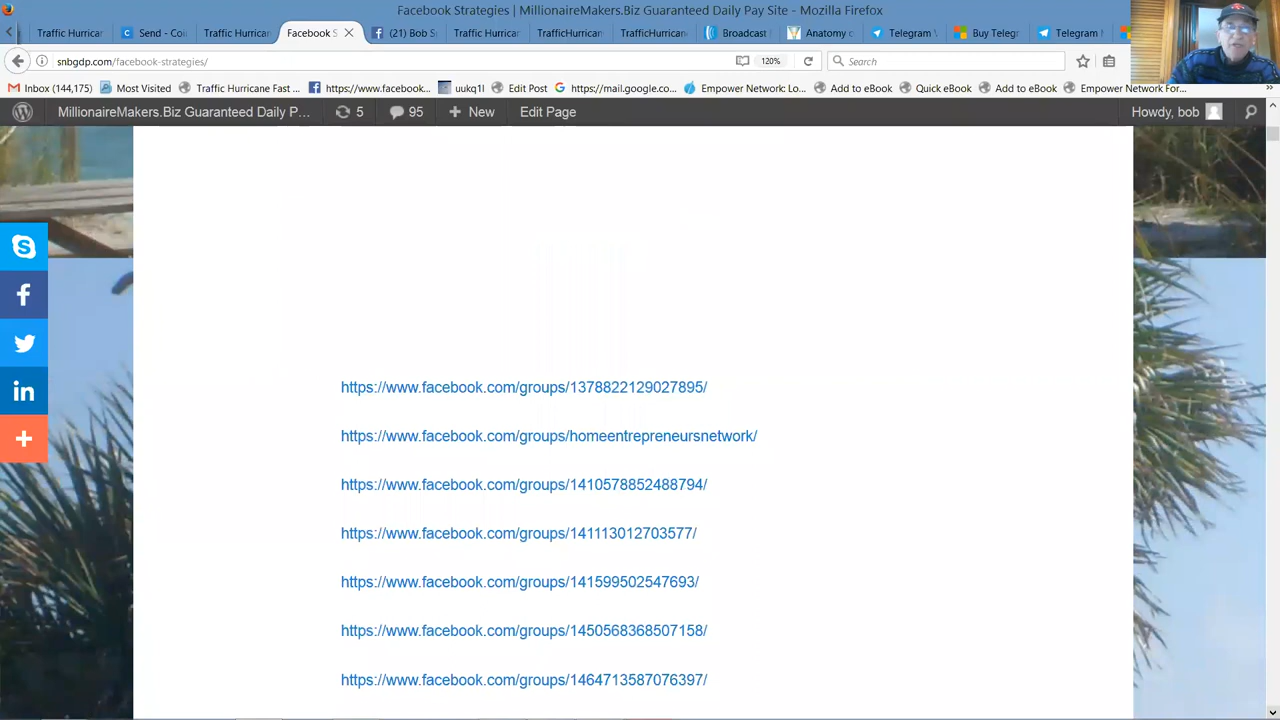 Facebook Strategies | MillionaireMakers.Biz Guaranteed Daily Pay Site - Mozilla Firefox
Traffic Hurricar
Send - Coi
Traffic Hurricar
Facebook S
(21) Bob S
Traffic Hurricar
TrafficHurricane
TrafficHurricane
Broadcast
Anatomy o
Telegram V
Buy Telegr
Telegram M
snbgdp.com/facebook-strategies/
120%
Search
Inbox (144,175)
Most Visited
Traffic Hurricane Fast ...
https://www.facebook...
uukq1l
Edit Post
https://mail.google.co...
Empower Network: Lo...
Add to eBook
Quick eBook
Add to eBook
Empower Network For...
MillionaireMakers.Biz Guaranteed Daily P...
5
95
New
Edit Page
Howdy, bob
https://www.facebook.com/groups/1378822129027895/
https://www.facebook.com/groups/homeentrepreneursnetwork/
https://www.facebook.com/groups/1410578852488794/
https://www.facebook.com/groups/141113012703577/
https://www.facebook.com/groups/141599502547693/
https://www.facebook.com/groups/1450568368507158/
https://www.facebook.com/groups/1464713587076397/